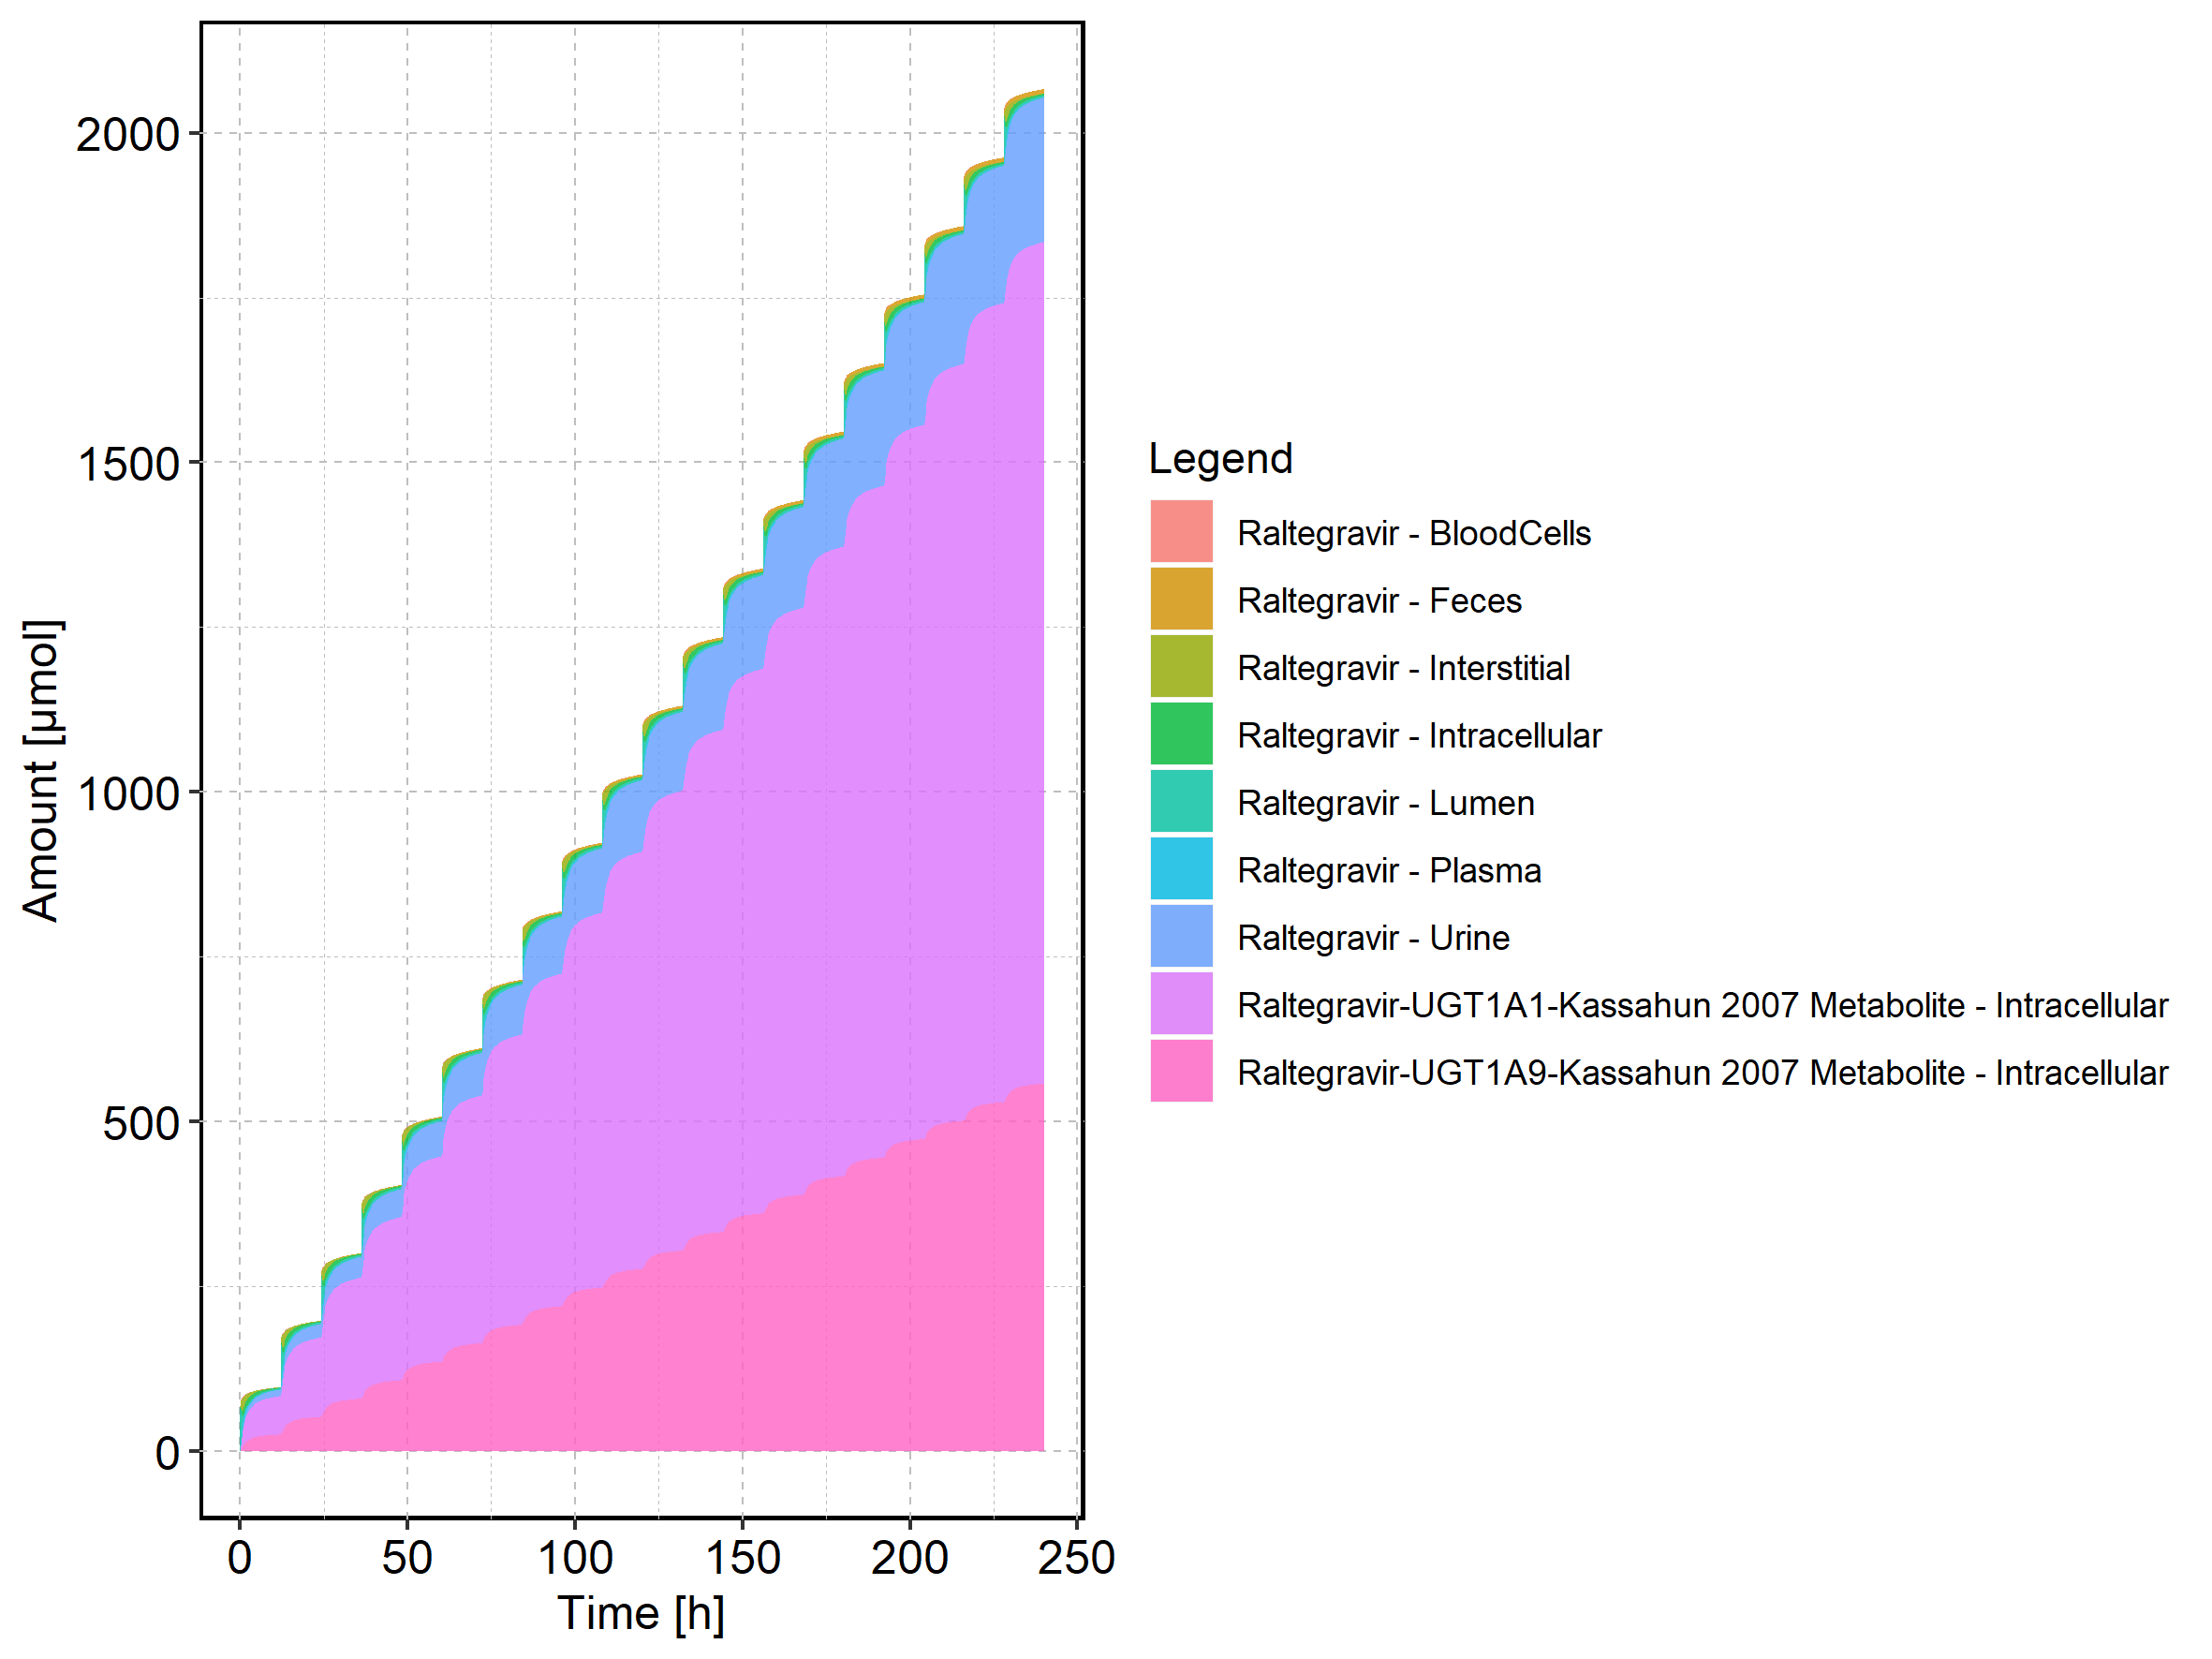 2000
1500
1000
500
0
Amount [µmol]
0 50 100 150 200 250
Time [h]
Legend
Raltegravir - BloodCells
Raltegravir - Feces
Raltegravir - Interstitial
Raltegravir - Intracellular
Raltegravir - Lumen
Raltegravir - Plasma
Raltegravir - Urine
Raltegravir-UGT1A1-Kassahun 2007 Metabolite - Intracellular
Raltegravir-UGT1A9-Kassahun 2007 Metabolite - Intracellular